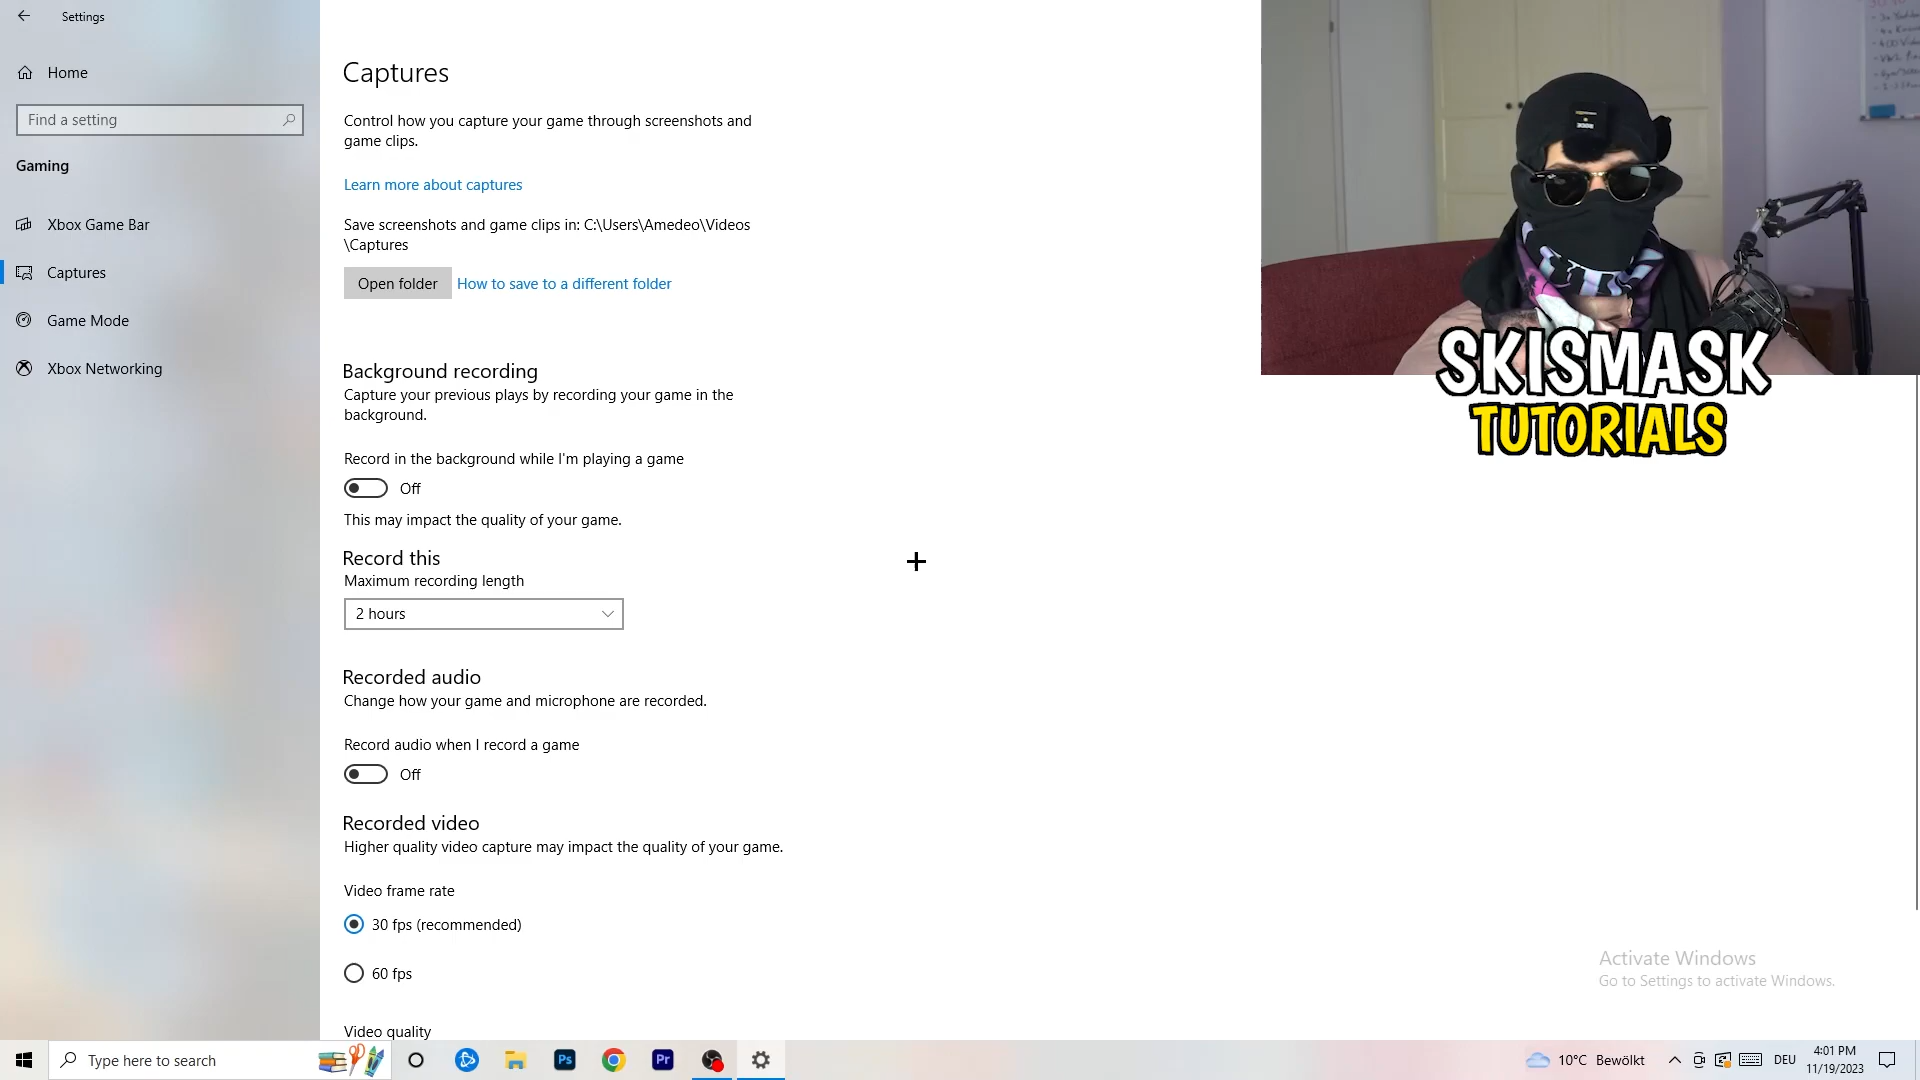 Settings
Home
Find a setting
Gaming
Xbox Game Bar
Captures
Game Mode
Xbox Networking
Captures
Control how you capture your game through screenshots and
game clips.
Learn more about captures
Save screenshots and game clips in: C:\Users\Amedeo\Videos
\Captures
Open folder
How to save to a different folder
Background recording
Capture your previous plays by recording your game in the
background.
Record in the background while I'm playing a game
Off
This may impact the quality of your game.
Record this
Maximum recording length
2 hours
Recorded audio
Change how your game and microphone are recorded.
Record audio when I record a game
Off
Recorded video
Higher quality video capture may impact the quality of your game.
Video frame rate
30 fps (recommended)
60 fps
Video quality
SKISMASK
TUTORIALS
Activate Windows
Go to Settings to activate Windows.
Type here to search
Ps
Pr
10°C Bewölkt
DEU
4:01 PM
11/19/2023